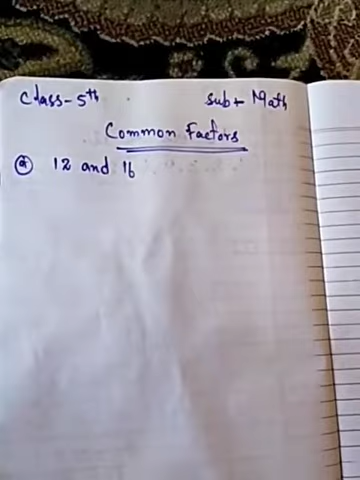 Class-5th Sub- Math
Common Factors
(a) 12 and 16